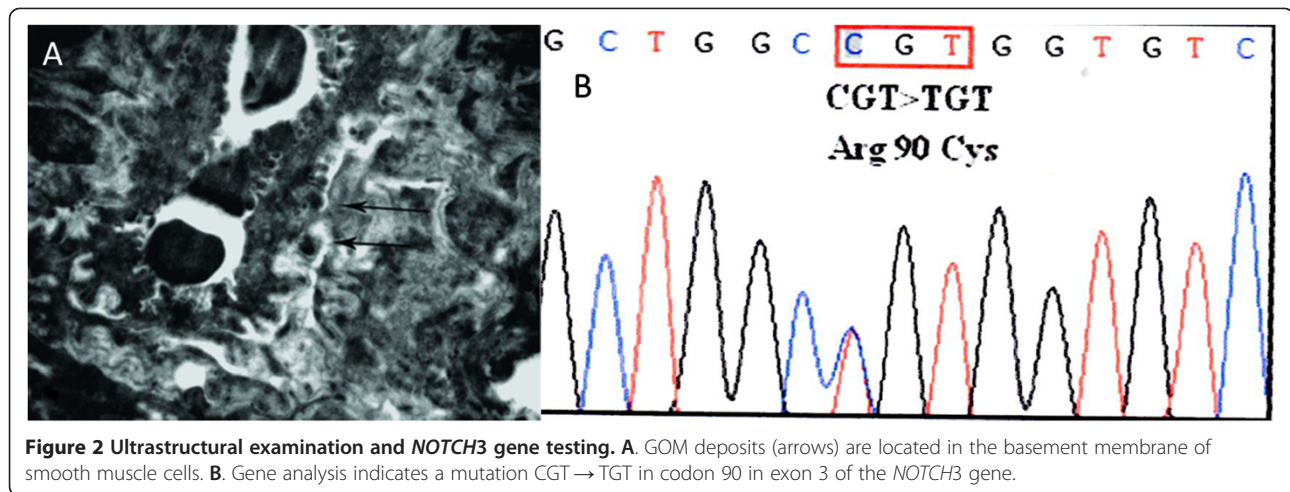 A
G C T G G C C G T G G T G T C
B
CGT>TGT
Arg 90 Cys
Figure 2 Ultrastructural examination and NOTCH3 gene testing. A. GOM deposits (arrows) are located in the basement membrane of
smooth muscle cells. B. Gene analysis indicates a mutation CGT → TGT in codon 90 in exon 3 of the NOTCH3 gene.